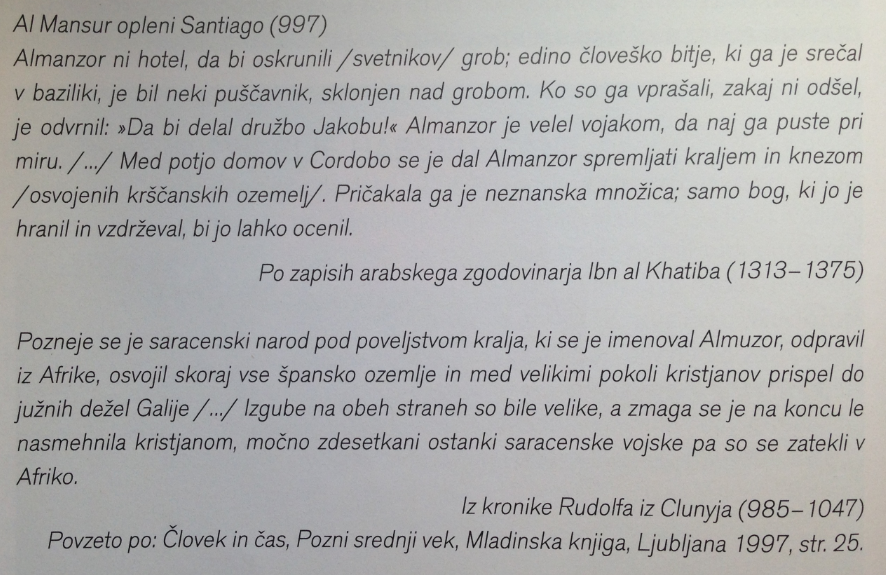 Al Mansur opleni Santiago (997)
Almanzor ni hotel, da bi oskrunili /svetnikov/ grob; edino človeško bitje, ki ga je srečal
v baziliki, je bil neki puščavnik, sklonjen nad grobom. Ko so ga vprašali, zakaj ni odšel,
je odvrnil: »Da bi delal družbo Jakobu!« Almanzor je velel vojakom, da naj ga puste pri
miru. /.../ Med potjo domov v Cordobo se je dal Almanzor spremljati kraljem in knezom
/osvojenih krščanskih ozemelj/. Pričakala ga je neznanska množica; samo bog, ki jo je
hranil in vzdrževal, bi jo lahko ocenil.
Po zapisih arabskega zgodovinarja Ibn al Khatiba (1313–1375)
Pozneje se je saracenski narod pod poveljstvom kralja, ki se je imenoval Almuzor, odpravil
iz Afrike, osvojil skoraj vse špansko ozemlje in med velikimi pokoli kristjanov prispel do
južnih dežel Galije /.../ Izgube na obeh straneh so bile velike, a zmaga se je na koncu le
nasmehnila kristjanom, močno zdesetkani ostanki saracenske vojske pa so se zatekli v
Afriko.
Iz kronike Rudolfa iz Clunyja (985–1047)
Povzeto po: Človek in čas, Pozni srednji vek, Mladinska knjiga, Ljubljana 1997, str. 25.